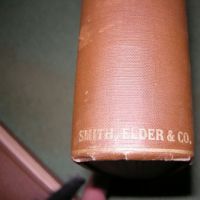 SMITH, ELDER & CO.